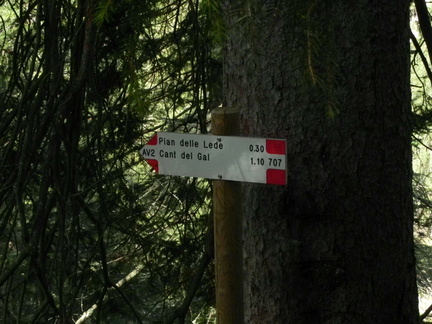 Pian delle Lede 0.30
AV2 Cant del Gal 1.10 707